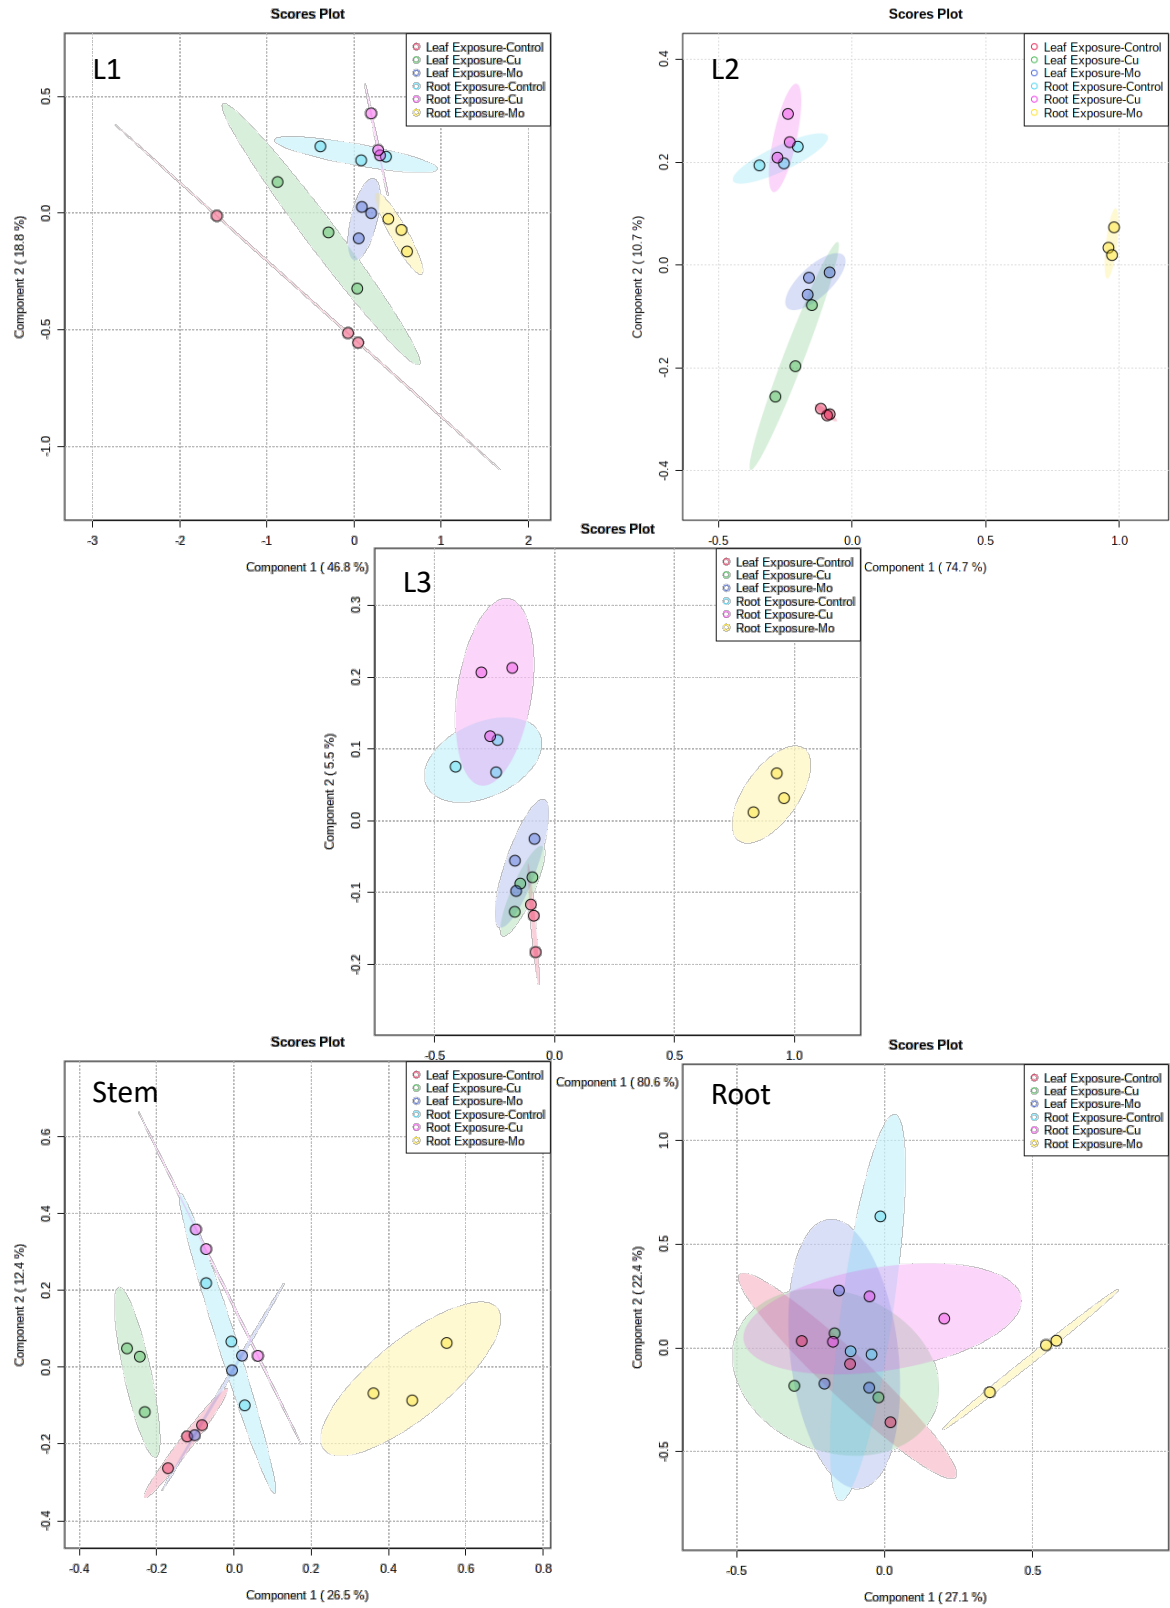 Scores Plot
L1
Leaf Exposure-Control
Leaf Exposure-Cu
Leaf Exposure-Mo
Root Exposure-Control
Root Exposure-Cu
Root Exposure-Mo
Component 2 ( 18.8 %)
0.5
0.0
-0.5
-1.0
-3
-2
-1
0
1
2
Component 1 ( 46.8 %)
Scores Plot
L2
Leaf Exposure-Control
Leaf Exposure-Cu
Leaf Exposure-Mo
Root Exposure-Control
Root Exposure-Cu
Root Exposure-Mo
Component 2 ( 10.7 %)
0.4
0.2
0.0
-0.2
-0.4
-0.5
0.0
0.5
1.0
Component 1 ( 74.7 %)
Scores Plot
L3
Leaf Exposure-Control
Leaf Exposure-Cu
Leaf Exposure-Mo
Root Exposure-Control
Root Exposure-Cu
Root Exposure-Mo
Component 2 ( 5.5 %)
0.3
0.2
0.1
0.0
-0.1
-0.2
-0.5
0.0
0.5
1.0
Component 1 ( 80.6 %)
Scores Plot
Stem
Leaf Exposure-Control
Leaf Exposure-Cu
Leaf Exposure-Mo
Root Exposure-Control
Root Exposure-Cu
Root Exposure-Mo
Component 2 ( 12.4 %)
0.6
0.4
0.2
0.0
-0.2
-0.4
-0.4
-0.2
0.0
0.2
0.4
0.6
0.8
Component 1 ( 26.5 %)
Scores Plot
Root
Leaf Exposure-Control
Leaf Exposure-Cu
Leaf Exposure-Mo
Root Exposure-Control
Root Exposure-Cu
Root Exposure-Mo
Component 2 ( 22.4 %)
1.0
0.5
0.0
-0.5
-0.5
0.0
0.5
Component 1 ( 27.1 %)